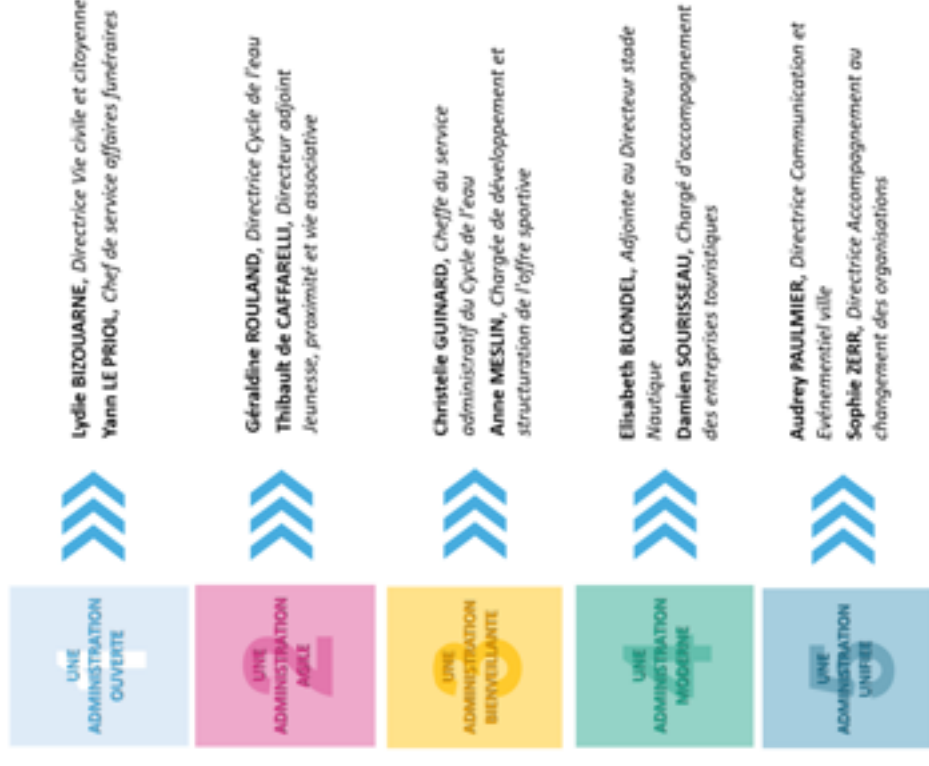 1
UNE
ADMINISTRATION
OUVERTE
Lydie BIZOUARNE, Directrice Vie civile et citoyenne
Yann LE PRIOL, Chef de service affaires funéraires
2
UNE
ADMINISTRATION
AGILE
Géraldine ROULAND, Directrice Cycle de l'eau
Thibault de CAFFARELLI, Directeur adjoint
Jeunesse, proximité et vie associative
3
UNE
ADMINISTRATION
BIENVEILLANTE
Christelle GUINARD, Cheffe du service
administratif du Cycle de l'eau
Anne MESLIN, Chargée de développement et
structuration de l'offre sportive
4
UNE
ADMINISTRATION
MODERNE
Elisabeth BLONDEL, Adjointe au Directeur stade
Nautique
Damien SOURISSEAU, Chargé d'accompagnement
des entreprises touristiques
5
UNE
ADMINISTRATION
UNIFIÉE
Audrey PAULMIER, Directrice Communication et
Evénementiel ville
Sophie ZERR, Directrice Accompagnement au
changement des organisations